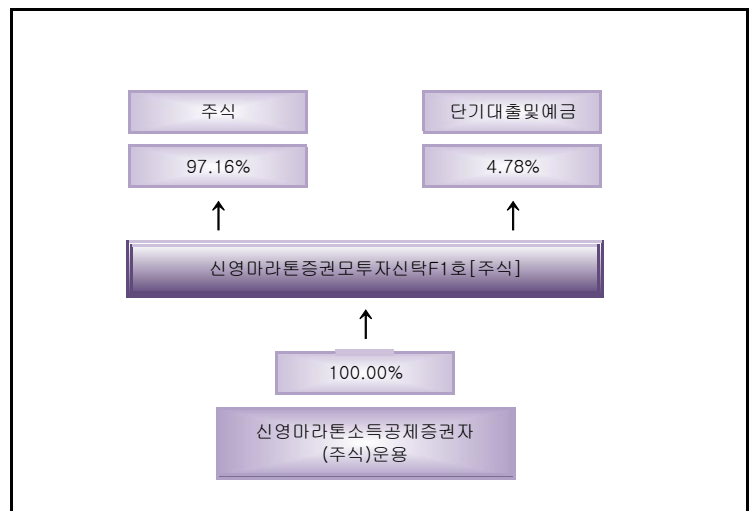 주식
단기대출및예금
97.16%
4.78%
↑
↑
신영마라톤증권모투자신탁F1호[주식]
↑
100.00%
신영마라톤소득공제증권자
(주식)운용